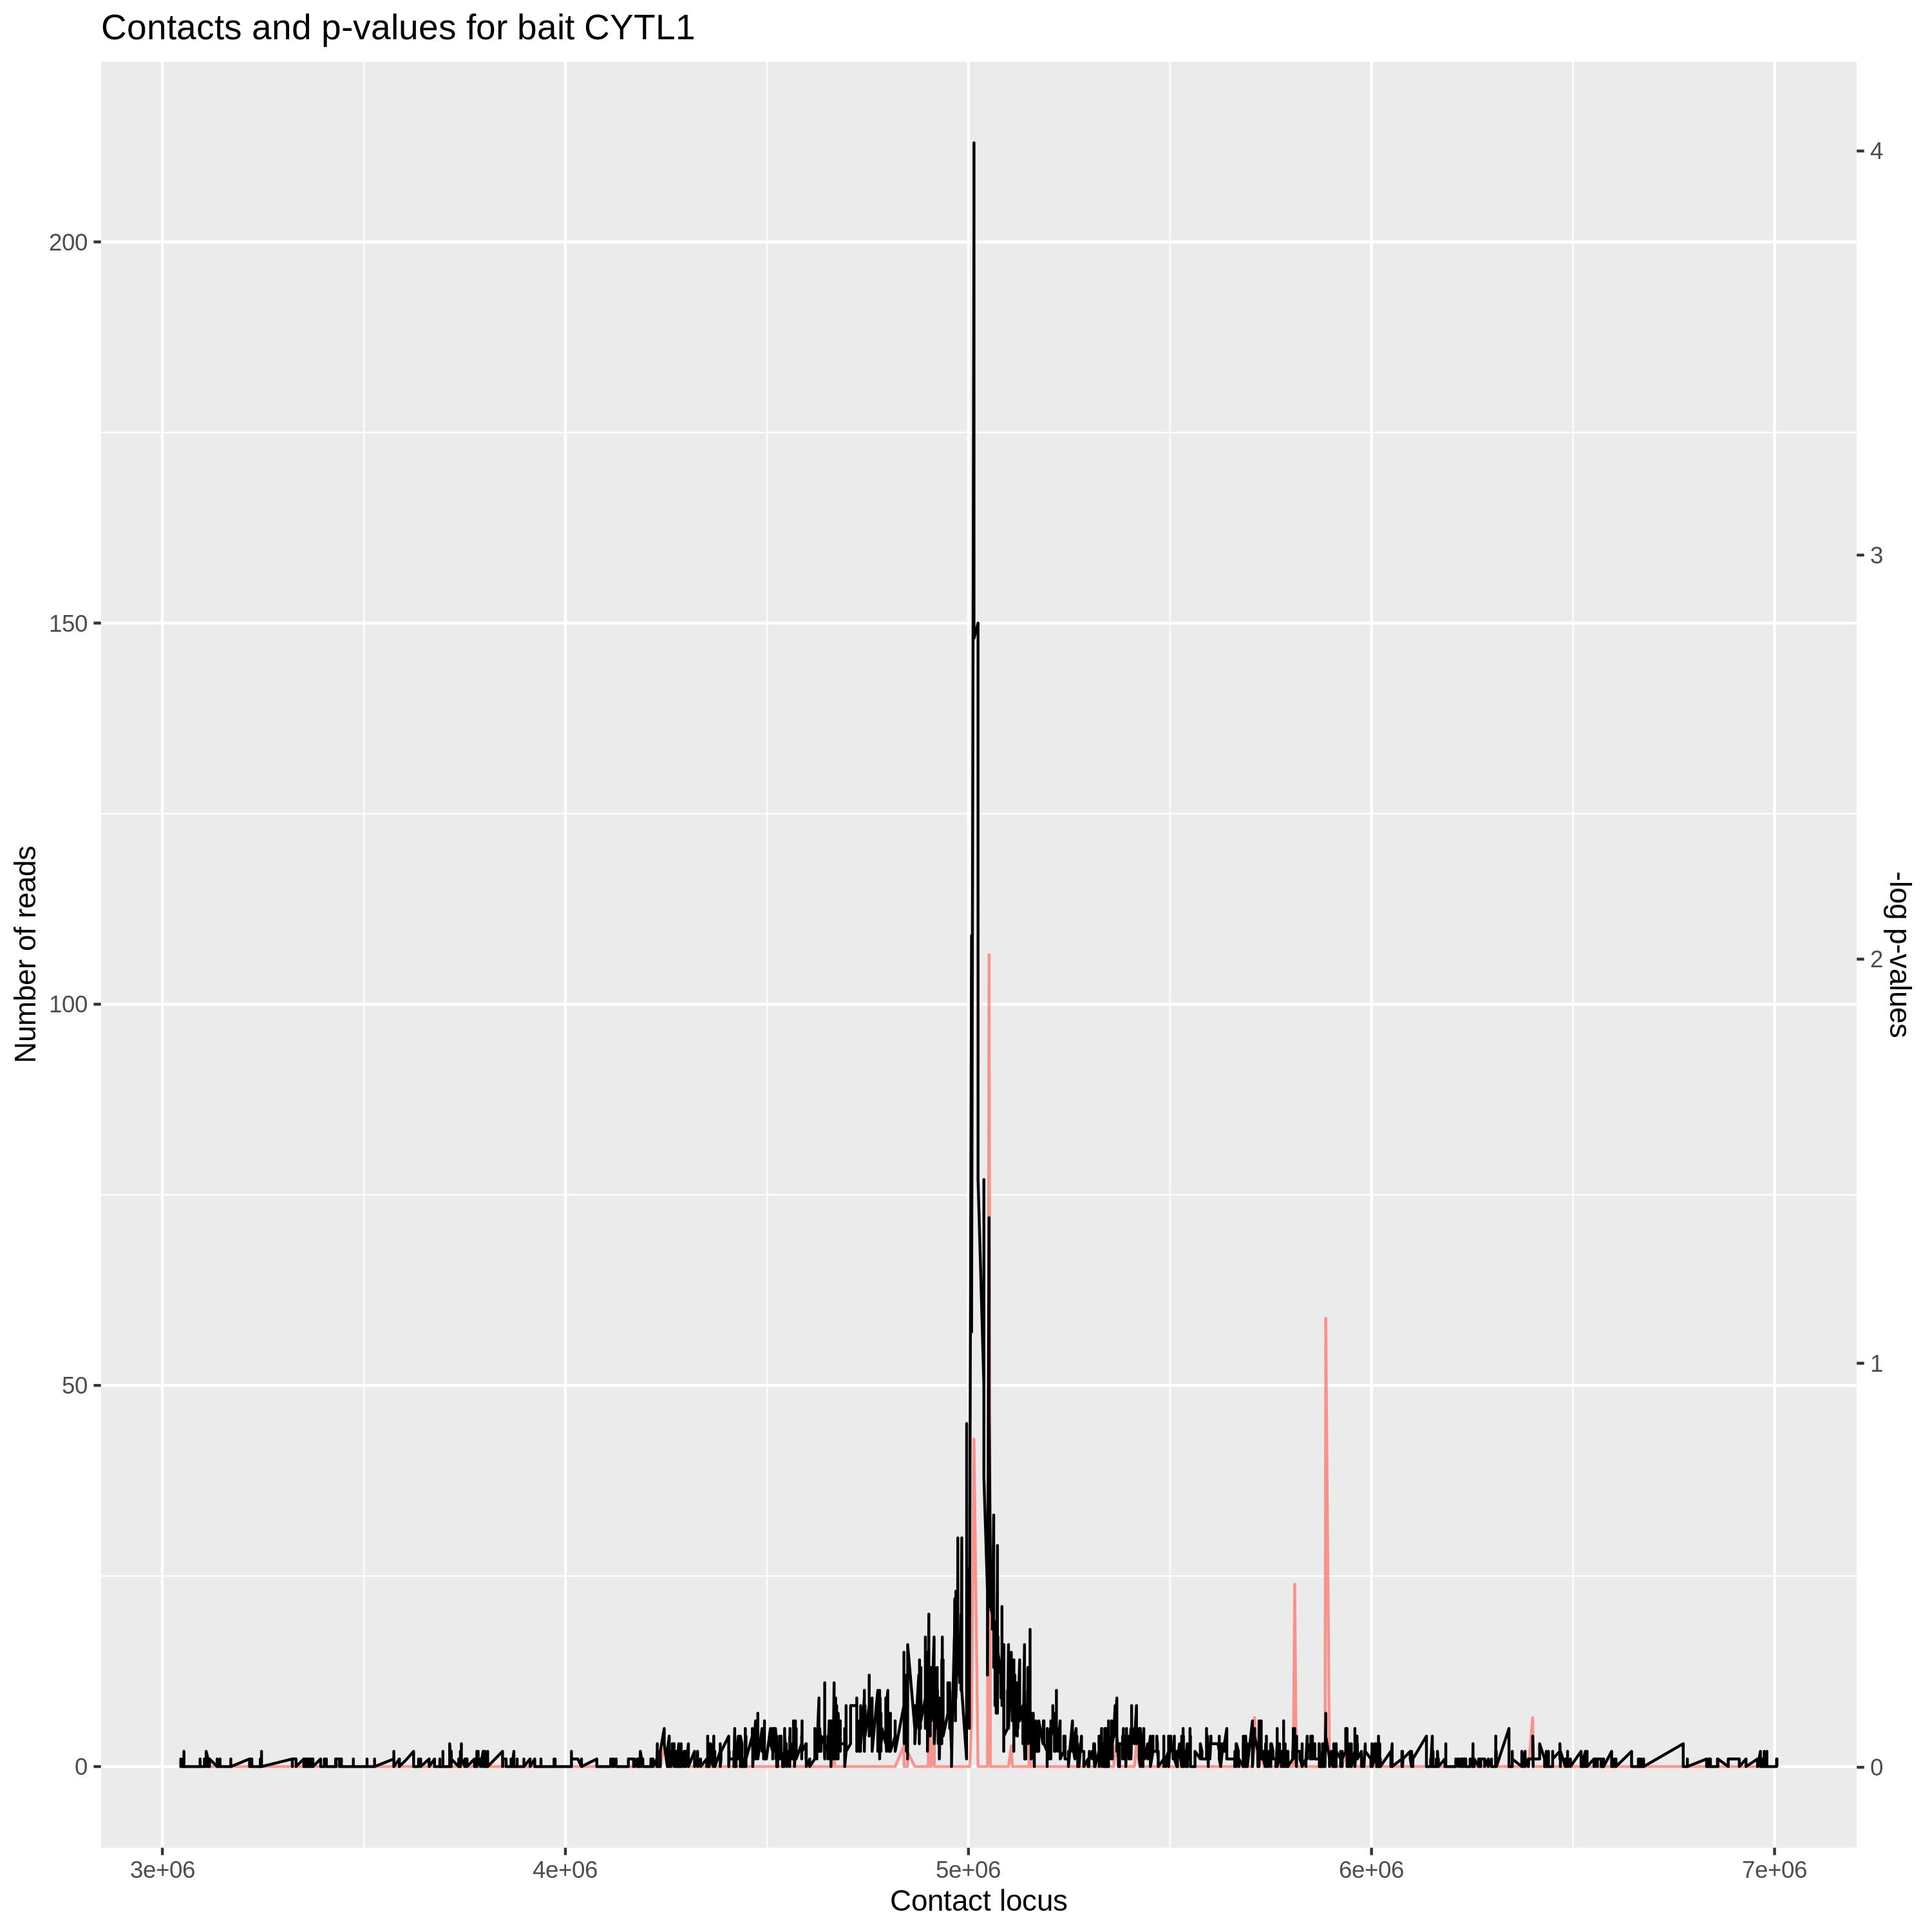 Contacts and p-values for bait CYTL1
200
150
100
50
0
Number of reads
4
3
2
1
0
-log p-values
3e+06 4e+06 5e+06 6e+06 7e+06
Contact locus